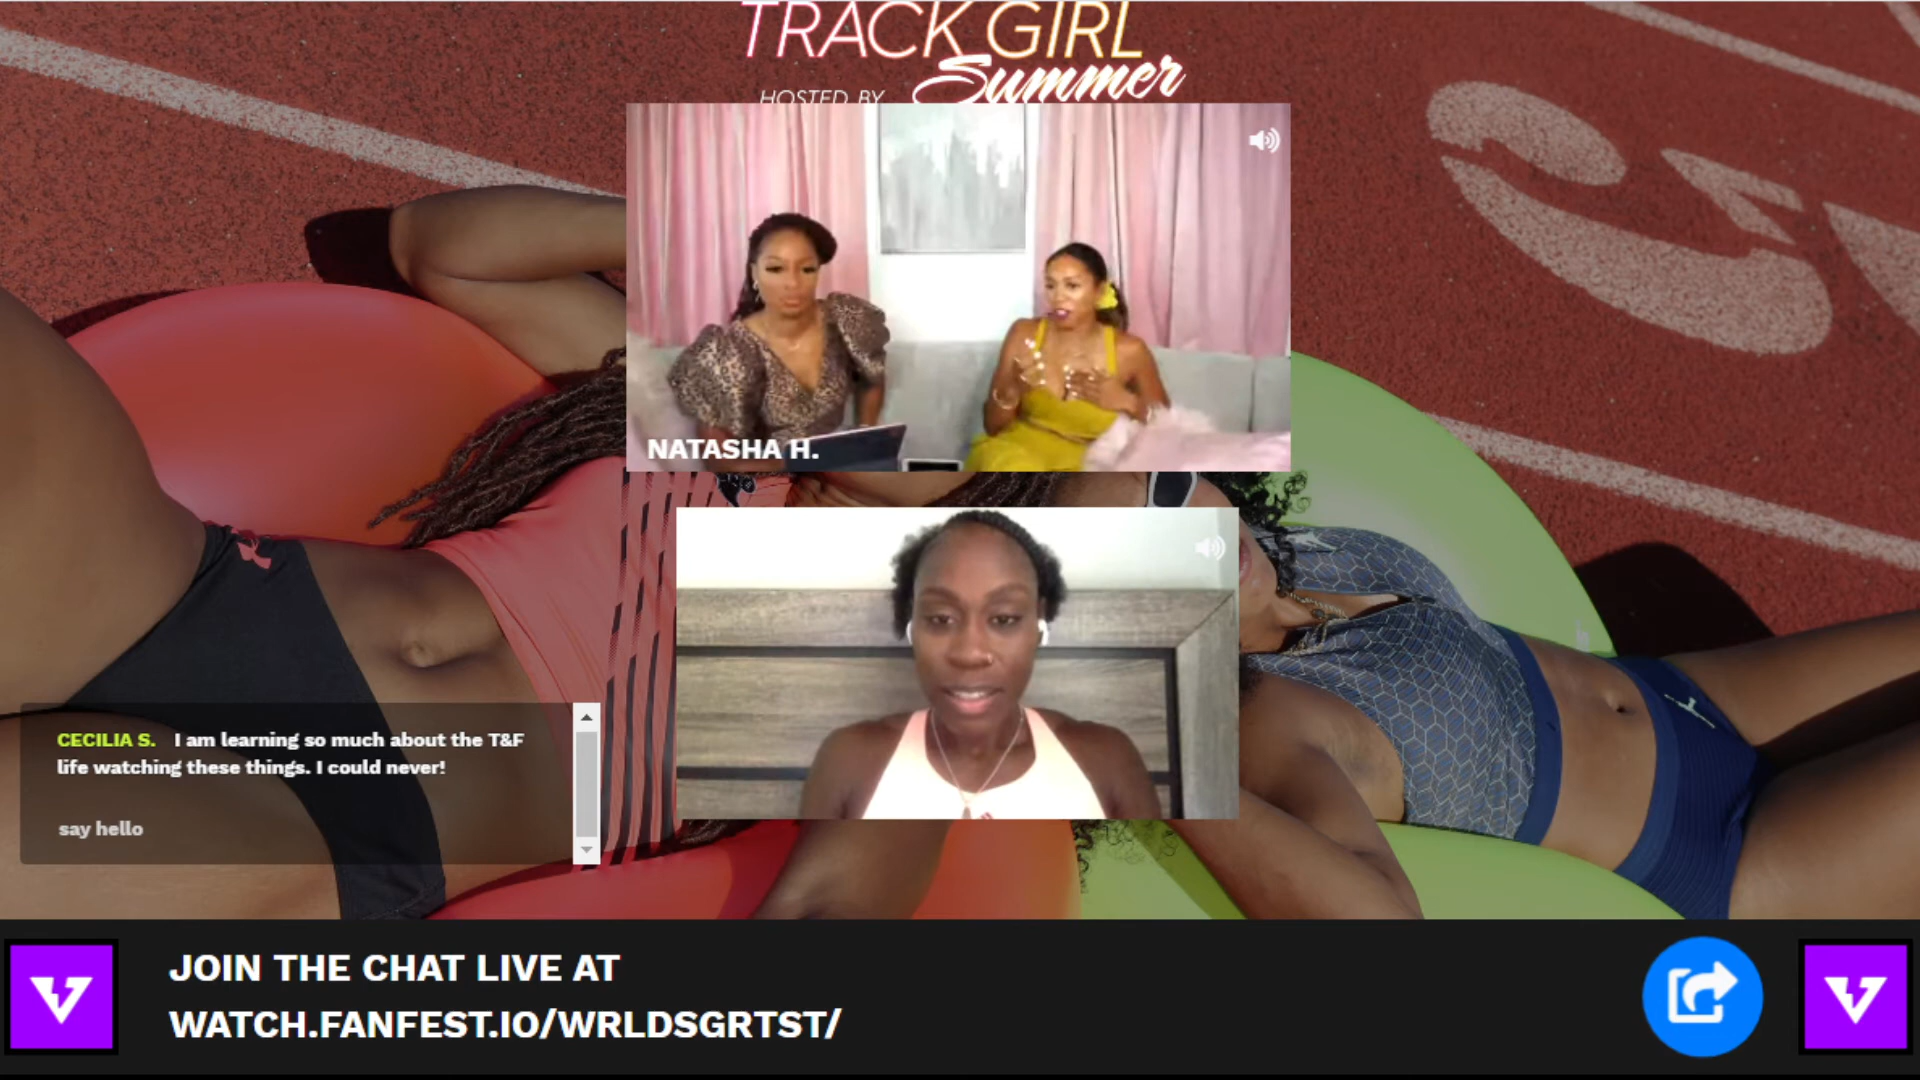 TRACK GIRL
Summer
HOSTED BY
NATASHA H.
CECILIA S. I am learning so much about the T&F
life watching these things. I could never!
say hello
JOIN THE CHAT LIVE AT
WATCH.FANFEST.IO/WRLDSGRTST/